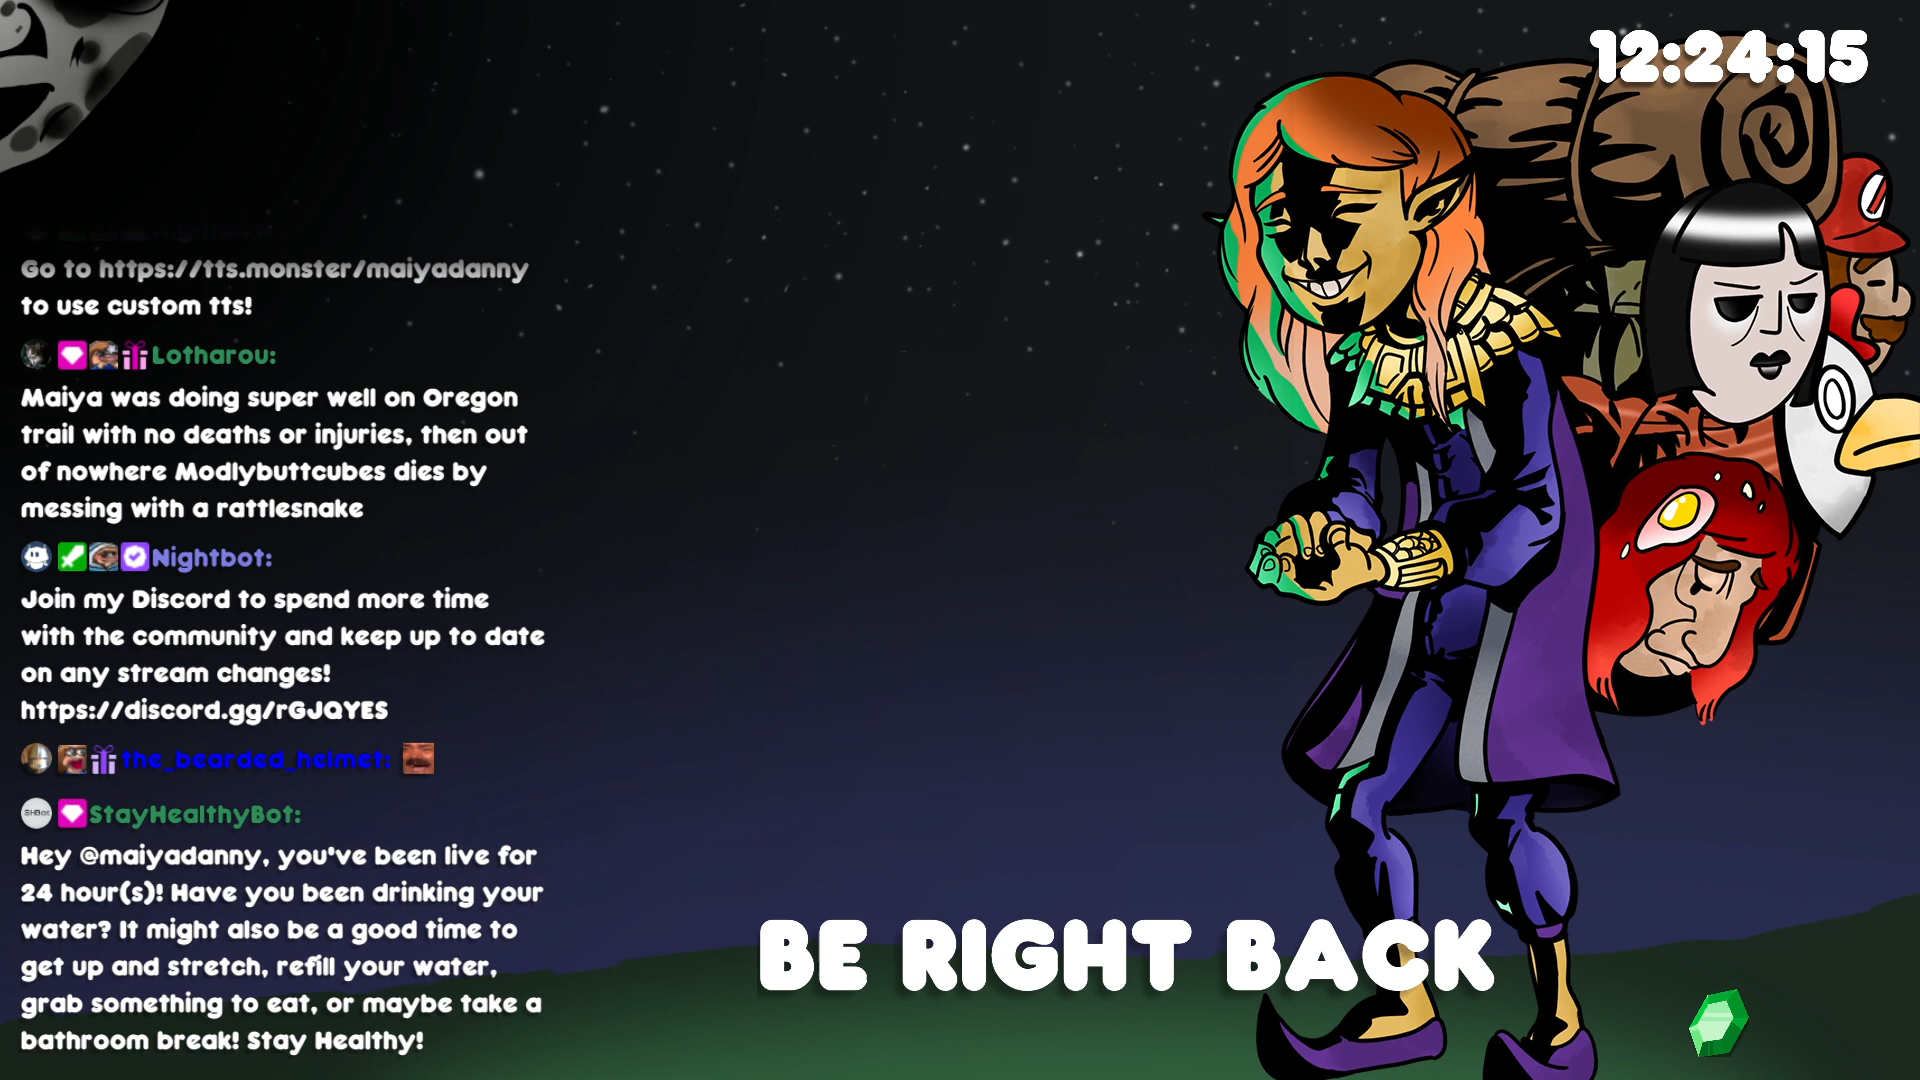 12:24:15
Go to https://tts.monster/maiyadanny
to use custom tts!
Lotharou:
Maiya was doing super well on Oregon
trail with no deaths or injuries, then out
of nowhere Modlybuttcubes dies by
messing with a rattlesnake
Nightbot:
Join my Discord to spend more time
with the community and keep up to date
on any stream changes!
https://discord.gg/rGJQYES
the_bearded_helmet:
SHBot
StayHealthyBot:
Hey @maiyadanny, you've been live for
24 hour(s)! Have you been drinking your
water? It might also be a good time to
get up and stretch, refill your water,
grab something to eat, or maybe take a
bathroom break! Stay Healthy!
BE RIGHT BACK